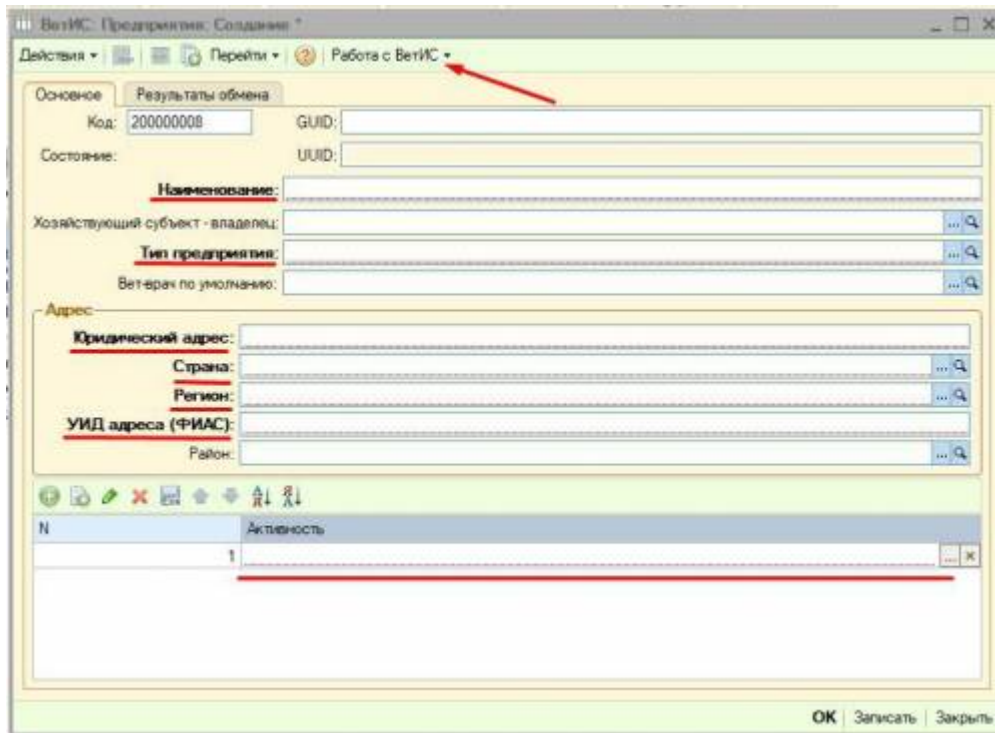 ВетИС: Предприятия: Создание *
Действия Перейти Работа с ВетИС
Основное Результаты обмена
Код: 200000008 GUID:
Состояние: UUID:
Наименование:
Хозяйствующий субъект - владелец:
Тип предприятия:
Вет-врач по умолчанию:
Адрес
Юридический адрес:
Страна:
Регион:
УИД адреса (ФИАС):
Район:
N Активность
1
ОК Записать Закрыть